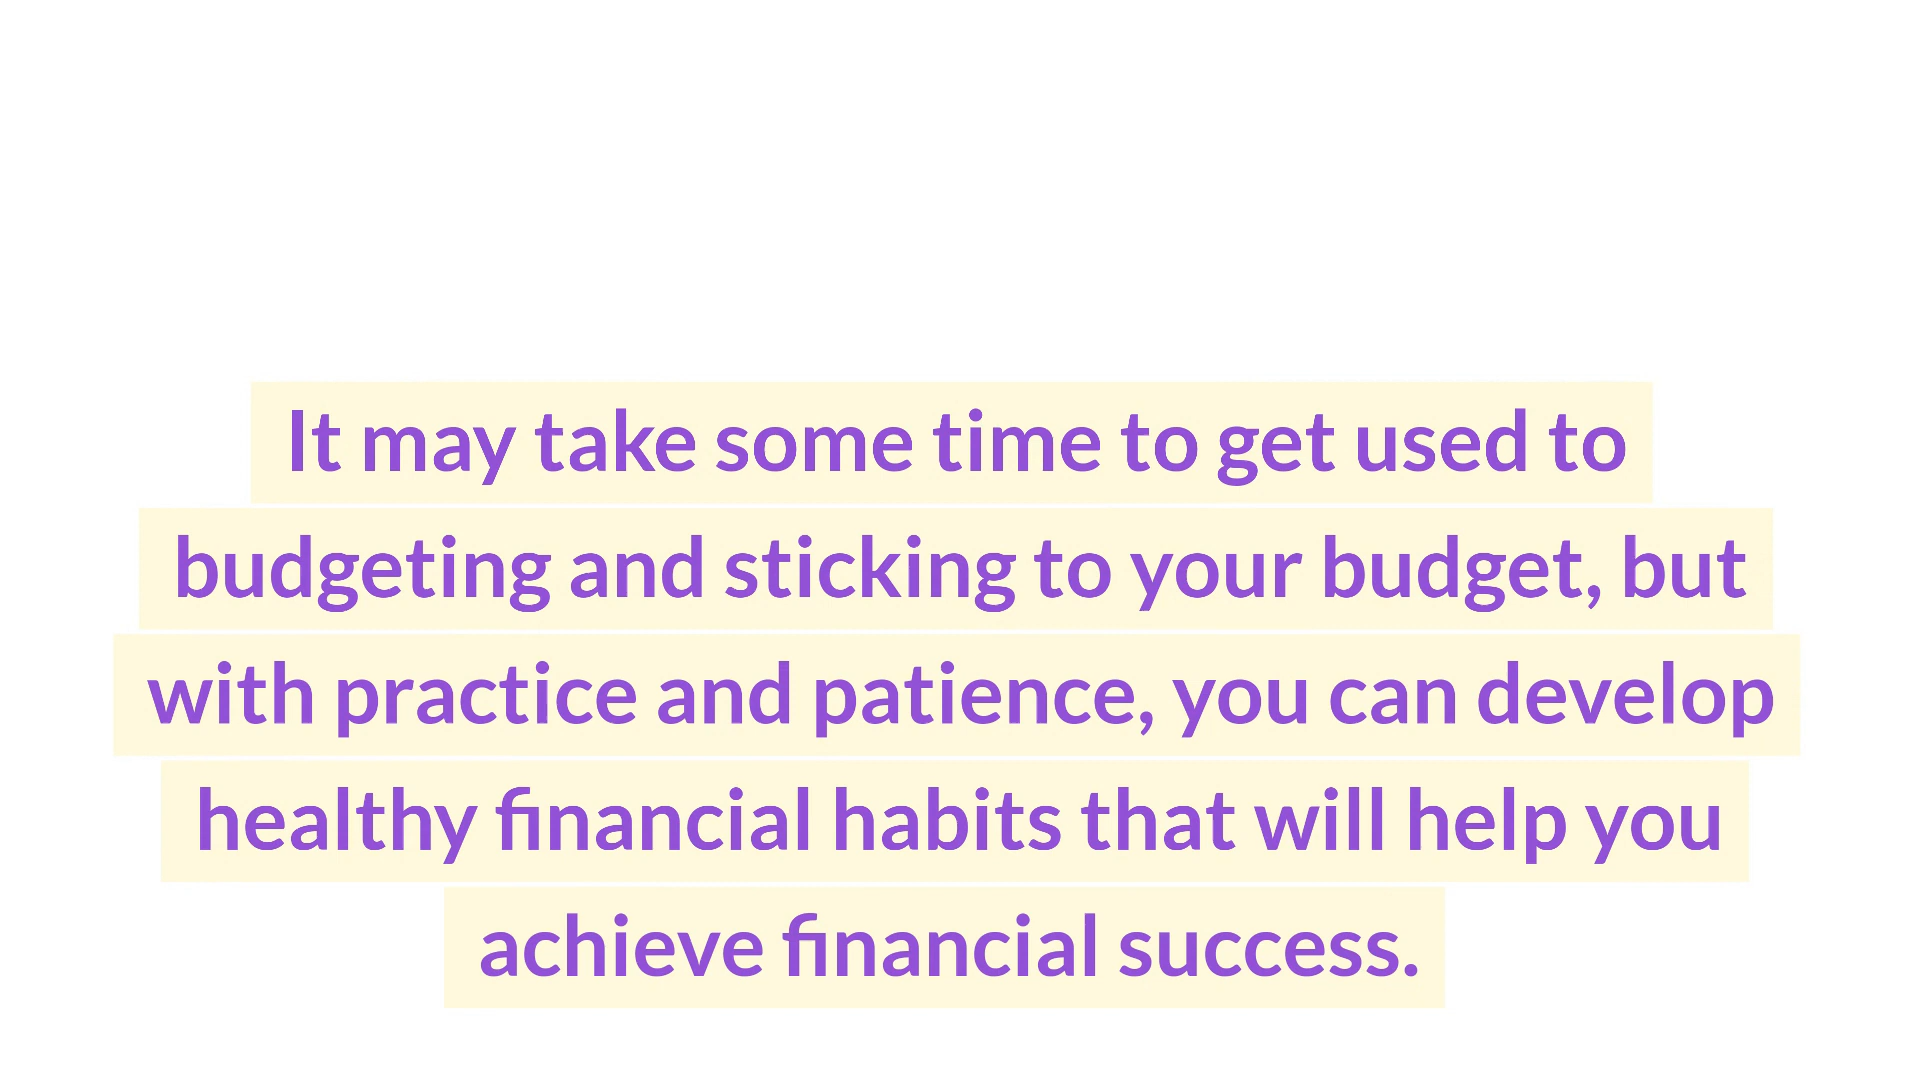 It may take some time to get used to
budgeting and sticking to your budget, but
with practice and patience, you can develop
healthy financial habits that will help you
achieve financial success.